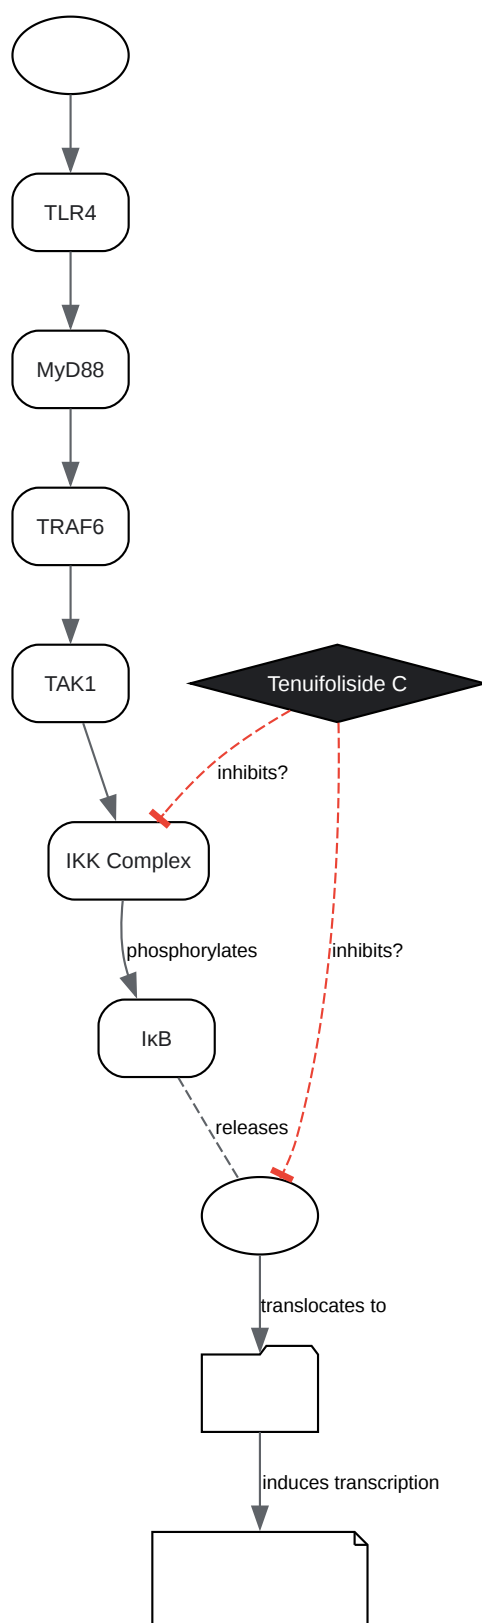 TLR4
MyD88
TRAF6
TAK1
Tenuifoliside C
inhibits?
IKK Complex
phosphorylates
inhibits?
IκB
releases
translocates to
induces transcription